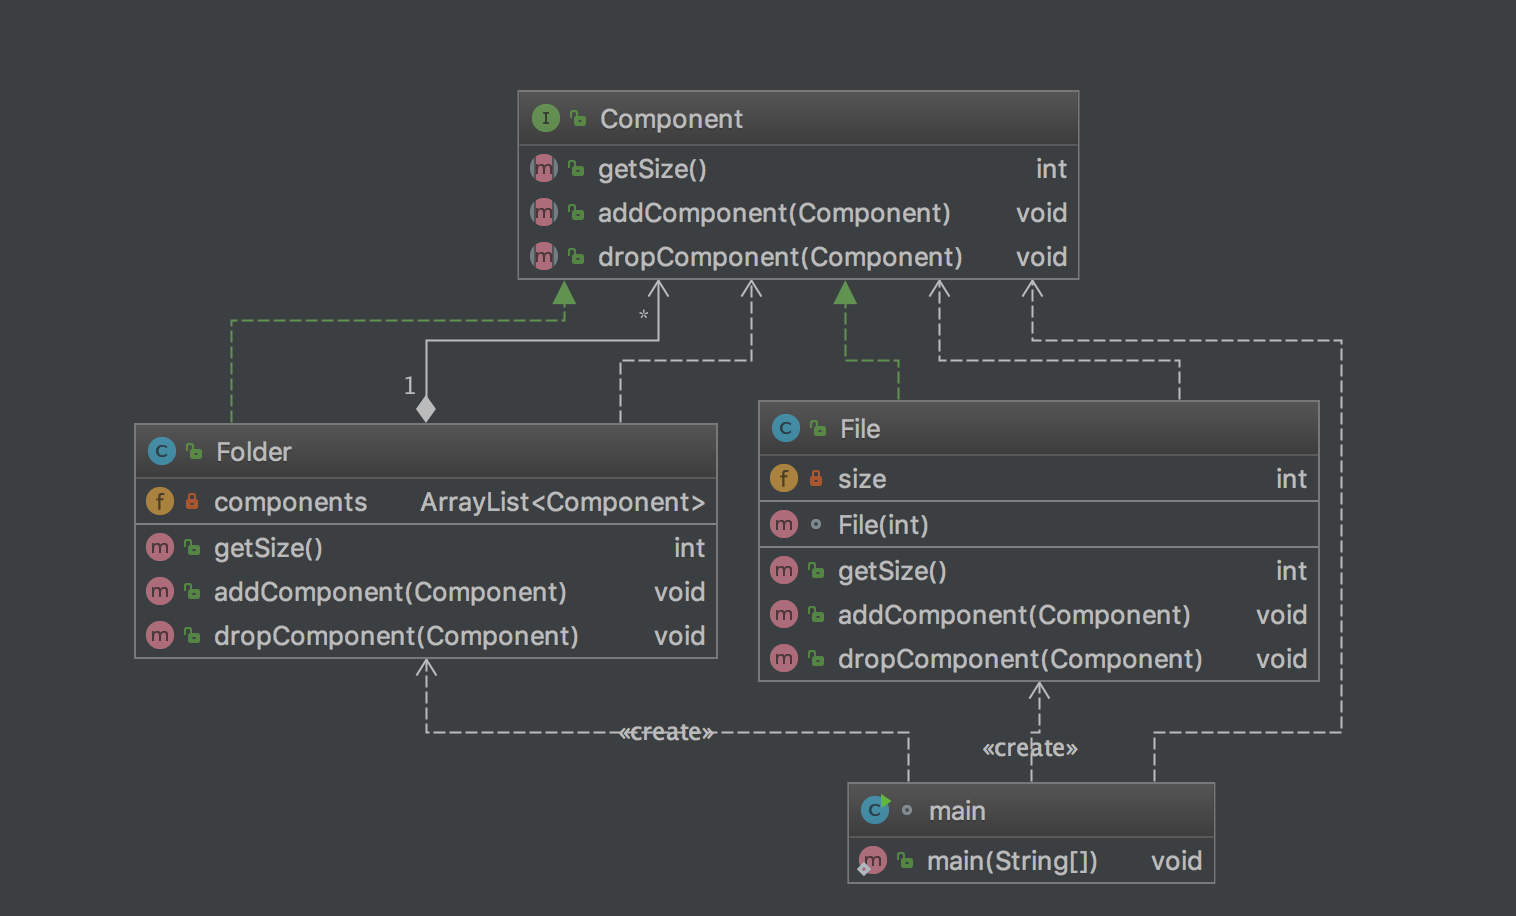 I Component
m getSize() int
m addComponent(Component) void
m dropComponent(Component) void
*
1
C Folder
f components ArrayList<Component>
m getSize() int
m addComponent(Component) void
m dropComponent(Component) void
C File
f size int
m File(int)
m getSize() int
m addComponent(Component) void
m dropComponent(Component) void
«create»
«create»
C main
m main(String[]) void